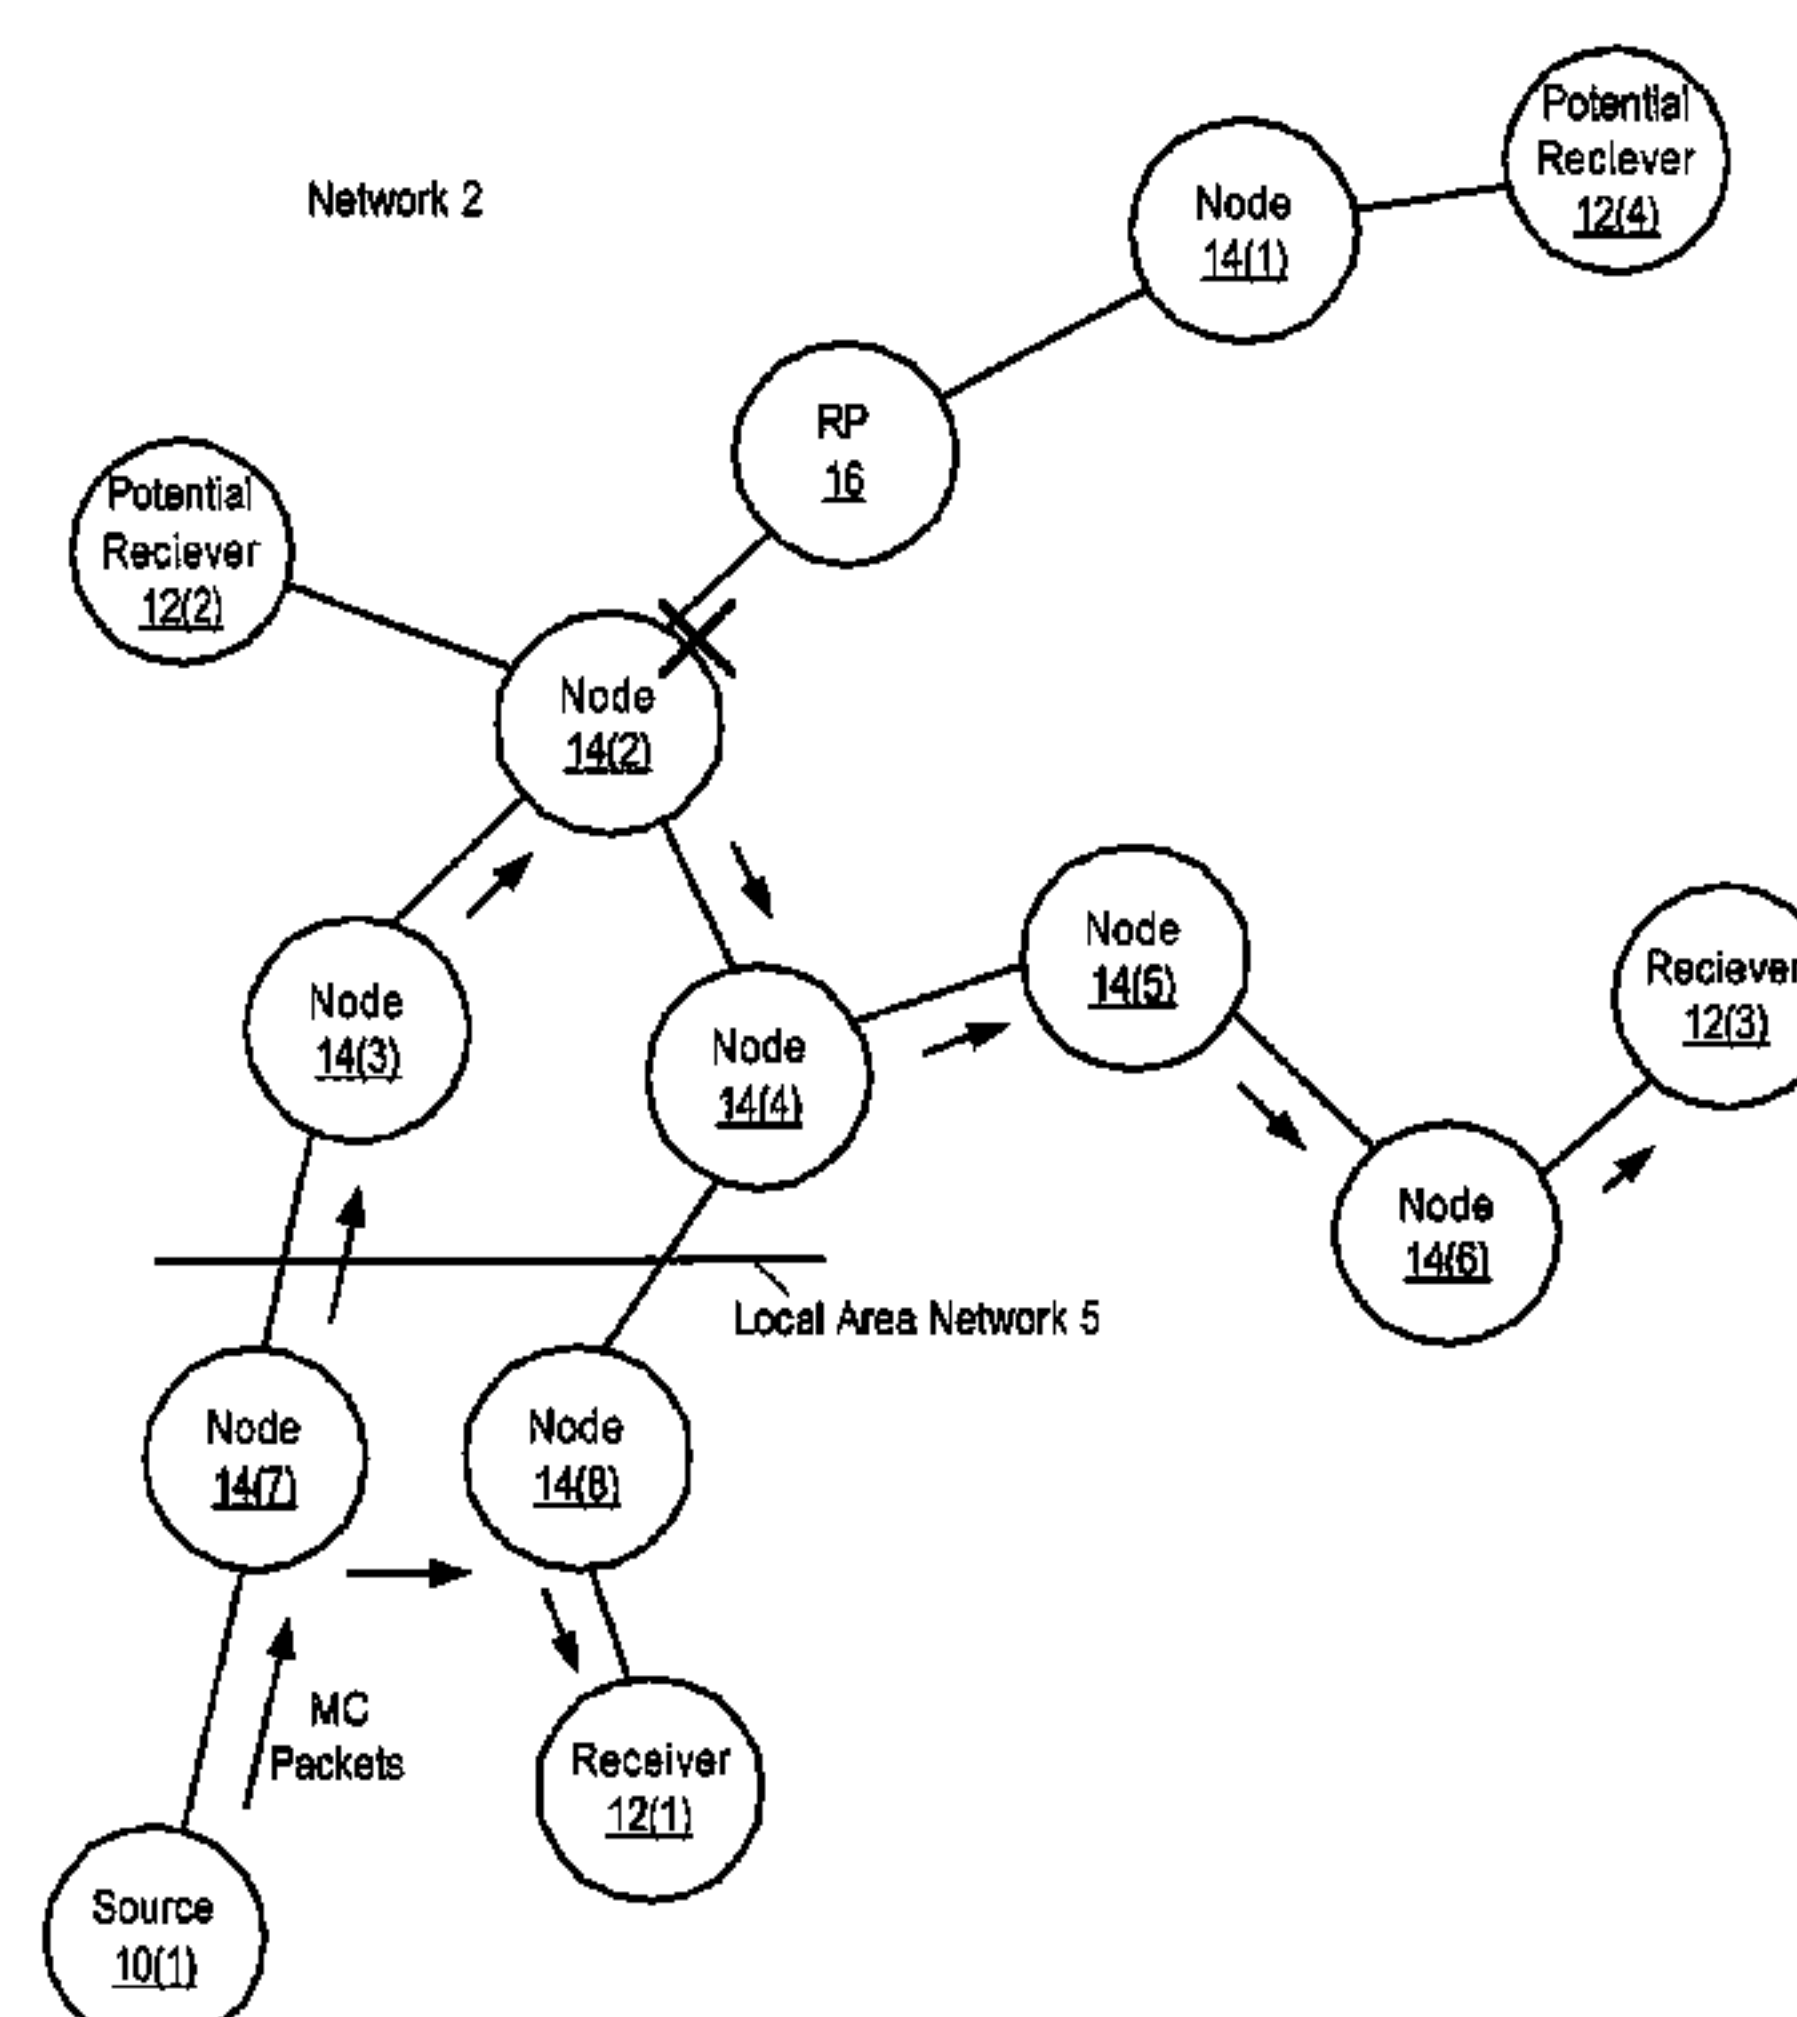 Potential
Reciever
12(4)
Node
14(1)
Network 2
RP
16
Potential
Reciever
12(2)
Node
14(2)
Node
14(5)
Reciever
12(3)
Node
14(3)
Node
14(4)
Node
14(6)
Local Area Network 5
Node
14(7)
Node
14(8)
MC
Packets
Receiver
12(1)
Source
10(1)